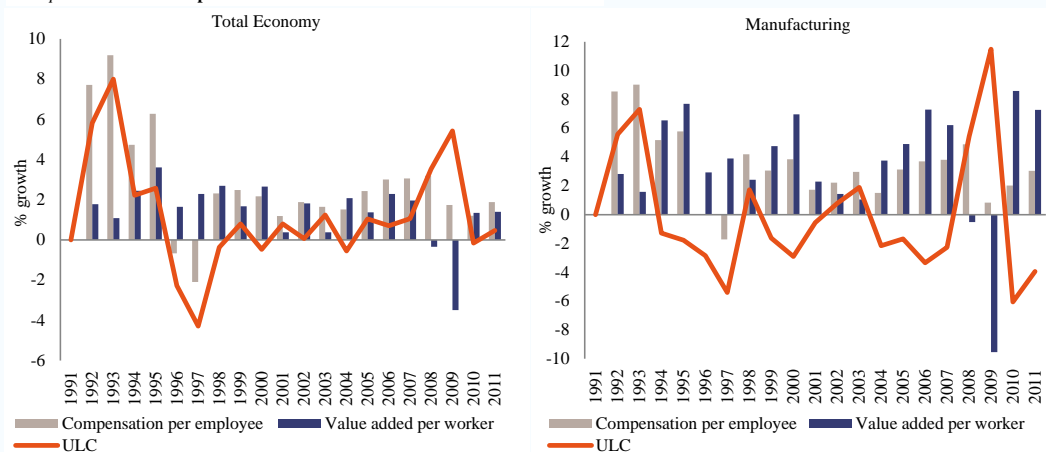 Total Economy
10
8
6
4
2
0
-2
-4
-6
% growth
1991 1992 1993 1994 1995 1996 1997 1998 1999 2000 2001 2002 2003 2004 2005 2006 2007 2008 2009 2010 2011
Compensation per employee Value added per worker
ULC
Manufacturing
12
10
8
6
4
2
0
-2
-4
-6
-8
-10
% growth
1991 1992 1993 1994 1995 1996 1997 1998 1999 2000 2001 2002 2003 2004 2005 2006 2007 2008 2009 2010 2011
Compensation per employee Value added per worker
ULC